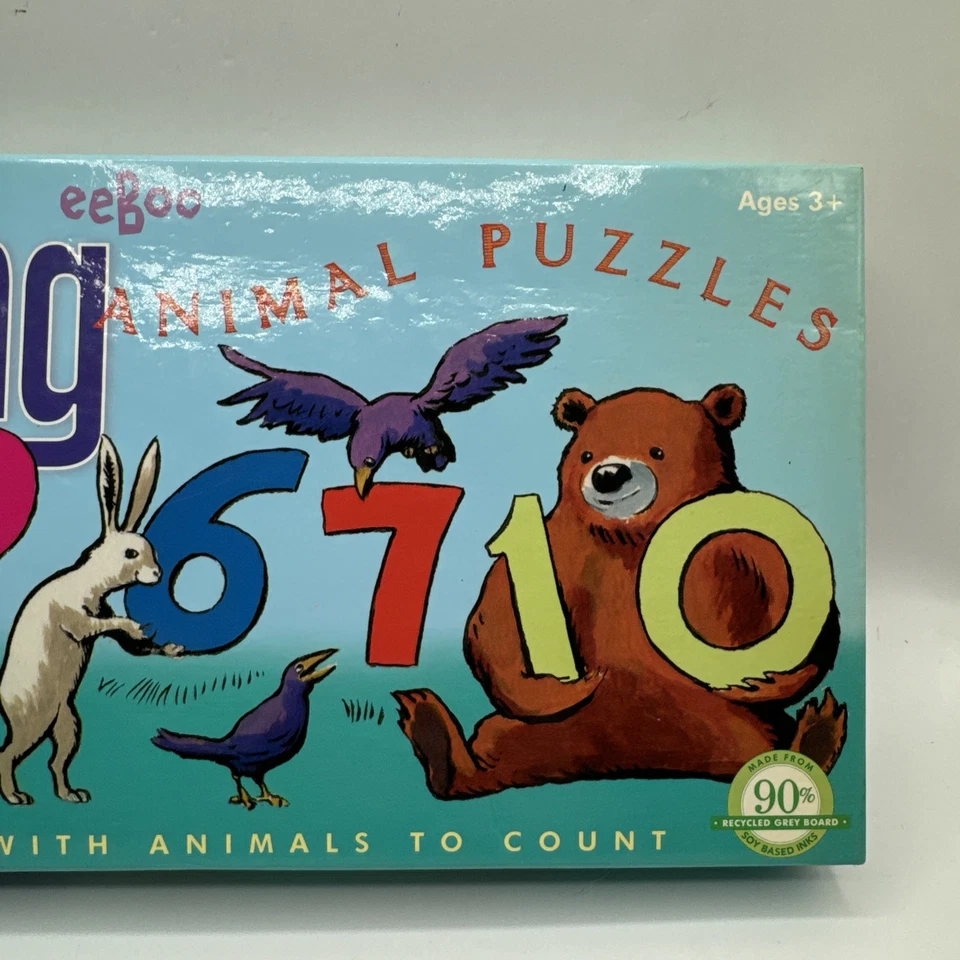 eeBoo
Ages 3+
ng
ANIMAL PUZZLES
6 7 10
WITH ANIMALS TO COUNT
MADE FROM
90%
• RECYCLED GREY BOARD •
SOY BASED INKS